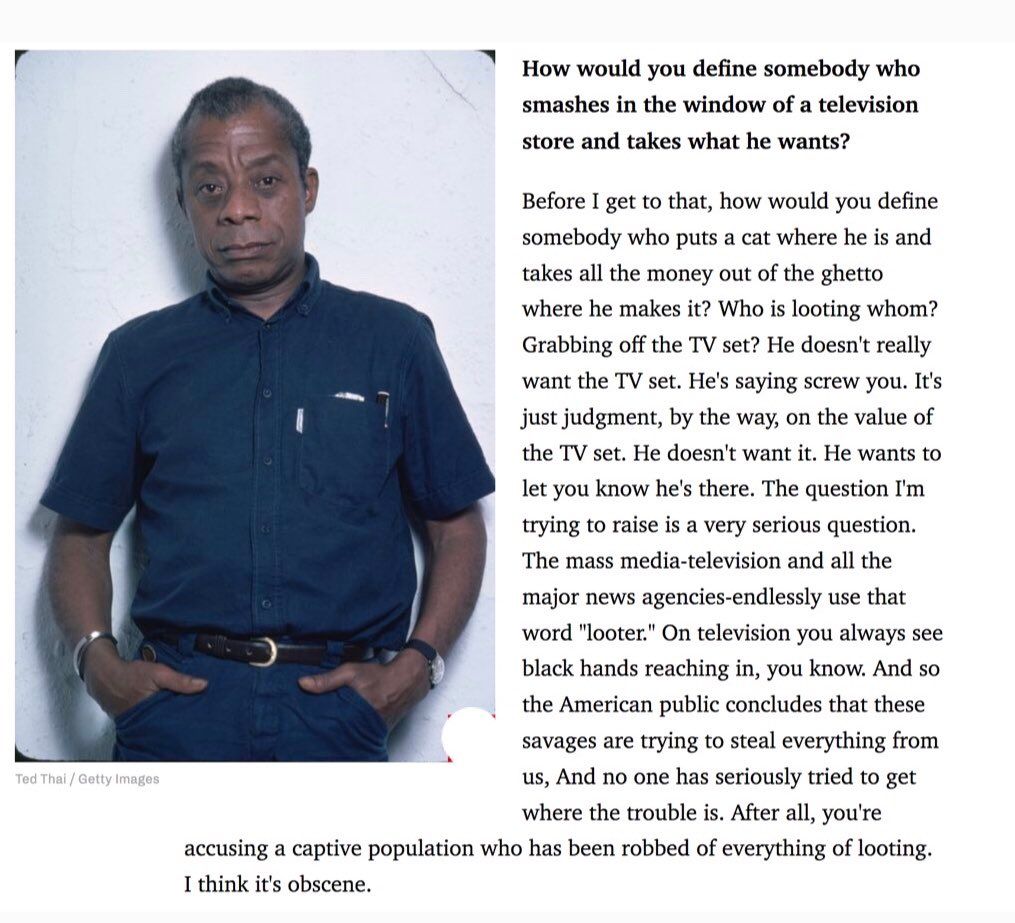 How would you define somebody who
smashes in the window of a television
store and takes what he wants?
Before I get to that, how would you define
somebody who puts a cat where he is and
takes all the money out of the ghetto
where he makes it? Who is looting whom?
Grabbing off the TV set? He doesn't really
want the TV set. He's saying screw you. It's
just judgment, by the way, on the value of
the TV set. He doesn't want it. He wants to
let you know he's there. The question I'm
trying to raise is a very serious question.
The mass media-television and all the
major news agencies-endlessly use that
word "looter." On television you always see
black hands reaching in, you know. And so
the American public concludes that these
savages are trying to steal everything from
us, And no one has seriously tried to get
where the trouble is. After all, you're
accusing a captive population who has been robbed of everything of looting.
I think it's obscene.
Ted Thai / Getty Images